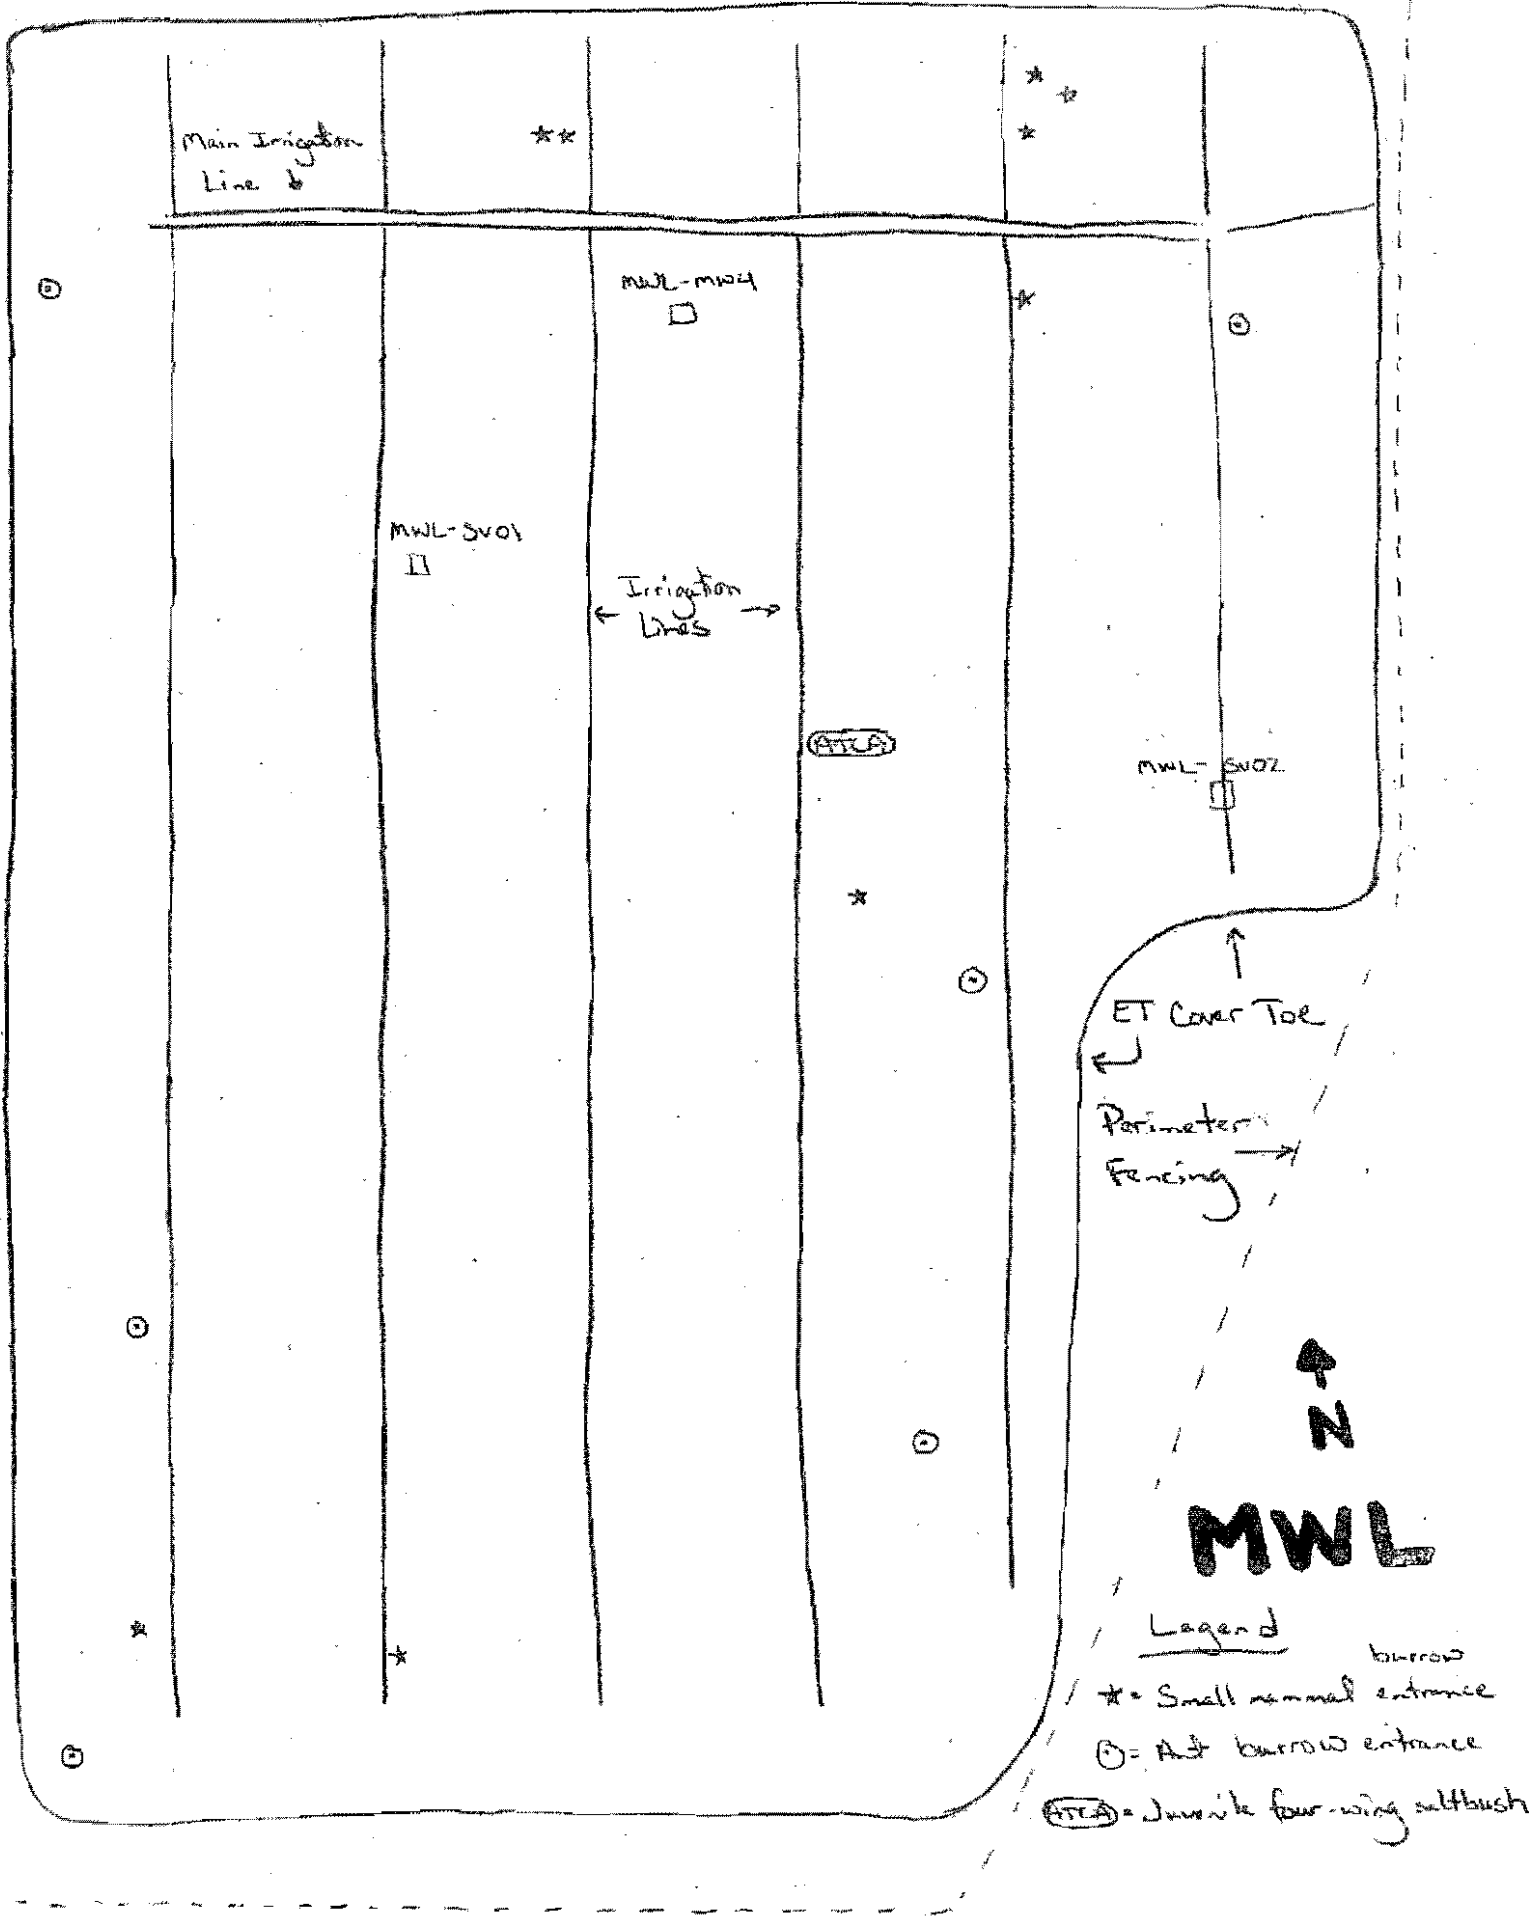 Main Irrigation
Line
MWL-MW4
MWL-SV01
Irrigation
Lines
ATCA
MWL-SV02
ET Cover Toe
Perimeter
Fencing
N
MWL
Legend
burrow
★= Small mammal entrance
⊙= Ant burrow entrance
ATCA = Juvenile four-wing saltbush